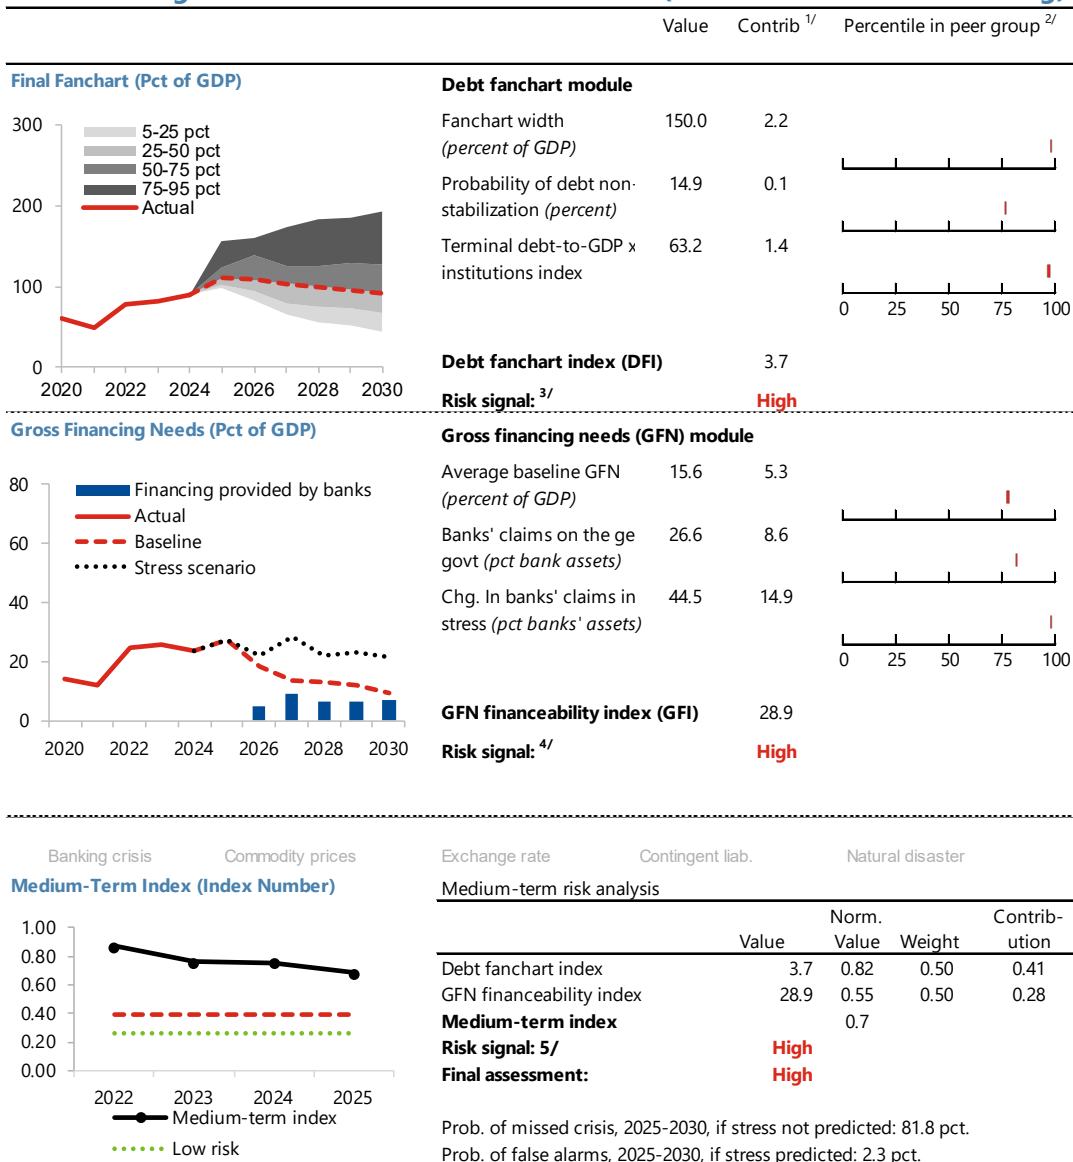 Value Contrib 1/ Percentile in peer group 2/
Final Fanchart (Pct of GDP)
300
200
100
0
5-25 pct
25-50 pct
50-75 pct
75-95 pct
Actual
2020 2022 2024 2026 2028 2030
Debt fanchart module
Fanchart width 150.0 2.2
(percent of GDP)
Probability of debt non- 14.9 0.1
stabilization (percent)
Terminal debt-to-GDP x 63.2 1.4
institutions index
0 25 50 75 100
Debt fanchart index (DFI) 3.7
Risk signal: 3/ High
Gross Financing Needs (Pct of GDP)
80
60
40
20
0
Financing provided by banks
Actual
Baseline
Stress scenario
2020 2022 2024 2026 2028 2030
Gross financing needs (GFN) module
Average baseline GFN 15.6 5.3
(percent of GDP)
Banks' claims on the ge 26.6 8.6
govt (pct bank assets)
Chg. In banks' claims in 44.5 14.9
stress (pct banks' assets)
0 25 50 75 100
GFN financeability index (GFI) 28.9
Risk signal: 4/ High
Banking crisis Commodity prices Exchange rate Contingent liab. Natural disaster
Medium-Term Index (Index Number)
1.00
0.80
0.60
0.40
0.20
0.00
2022 2023 2024 2025
Medium-term index
Low risk
Medium-term risk analysis
Norm. Contrib-
Value Value Weight ution
Debt fanchart index 3.7 0.82 0.50 0.41
GFN financeability index 28.9 0.55 0.50 0.28
Medium-term index 0.7
Risk signal: 5/ High
Final assessment: High
Prob. of missed crisis, 2025-2030, if stress not predicted: 81.8 pct.
Prob. of false alarms, 2025-2030, if stress predicted: 2.3 pct.